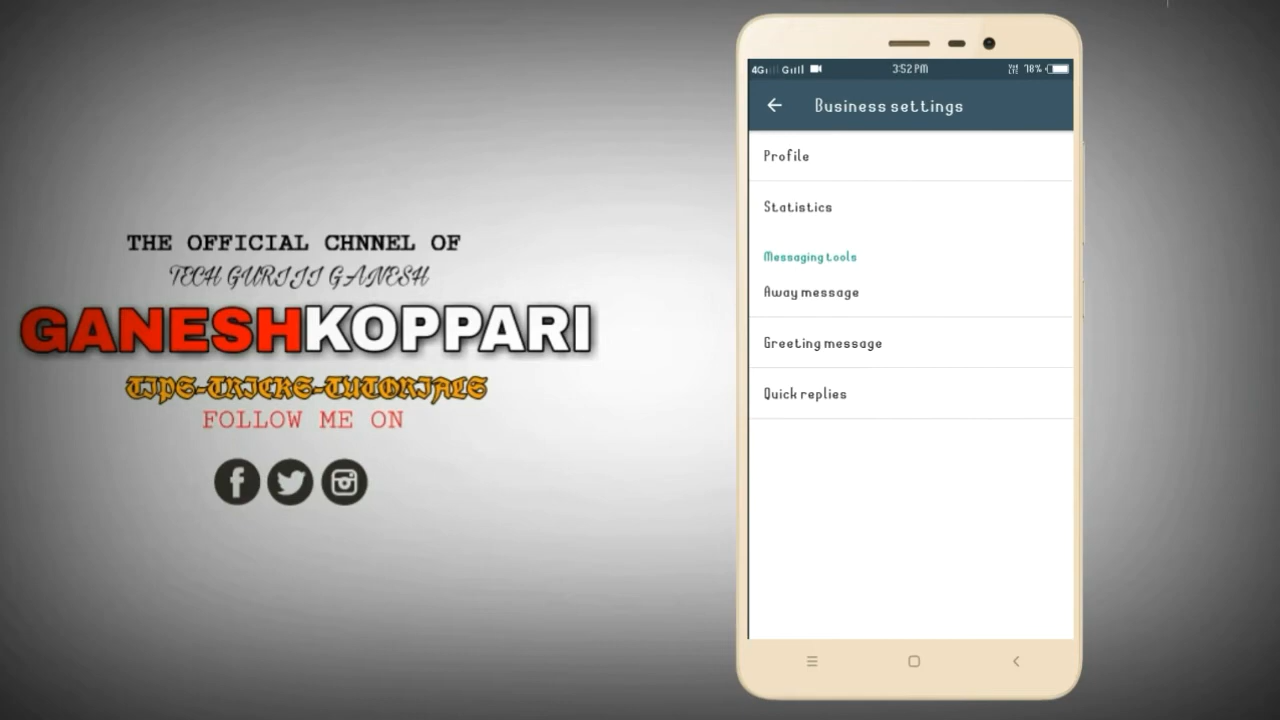 THE OFFICIAL CHNNEL OF
TECH GURIJI GANESH
GANESHKOPPARI
TIPS-TRICKS-TUTORIALS
FOLLOW ME ON
3:52 PM
78%
Business settings
Profile
Statistics
Messaging tools
Away message
Greeting message
Quick replies